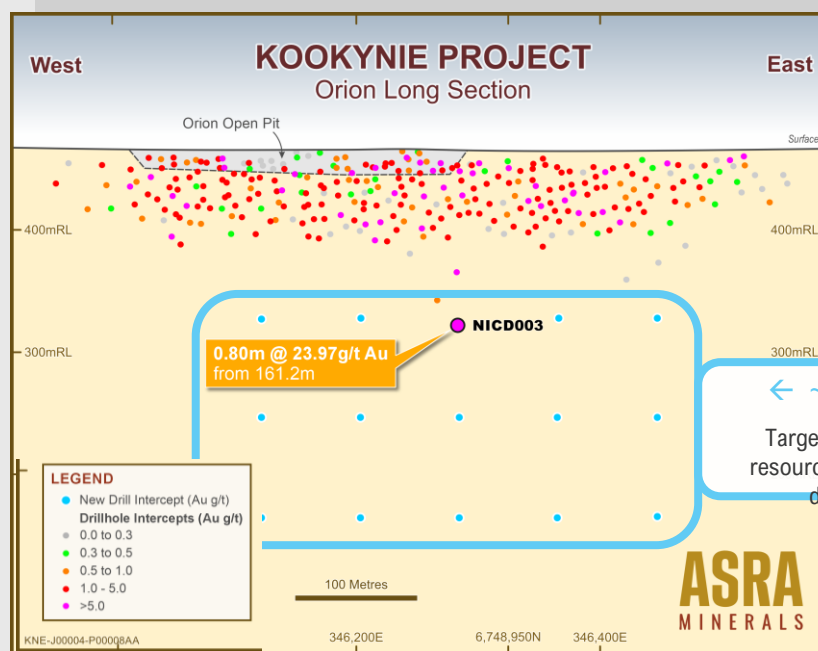 KOOKYNIE PROJECT
Orion Long Section
West
East
Orion Open Pit
Surface
400mRL
400mRL
NICD003
0.80m @ 23.97g/t Au
from 161.2m
300mRL
300mRL
← ~
Targe
resourc
d
LEGEND
New Drill Intercept (Au g/t)
Drillhole Intercepts (Au g/t)
0.0 to 0.3
0.3 to 0.5
0.5 to 1.0
1.0 - 5.0
>5.0
100 Metres
KNE-J00004-P00008AA
346,200E
6,748,950N
346,400E
ASRA
MINERALS